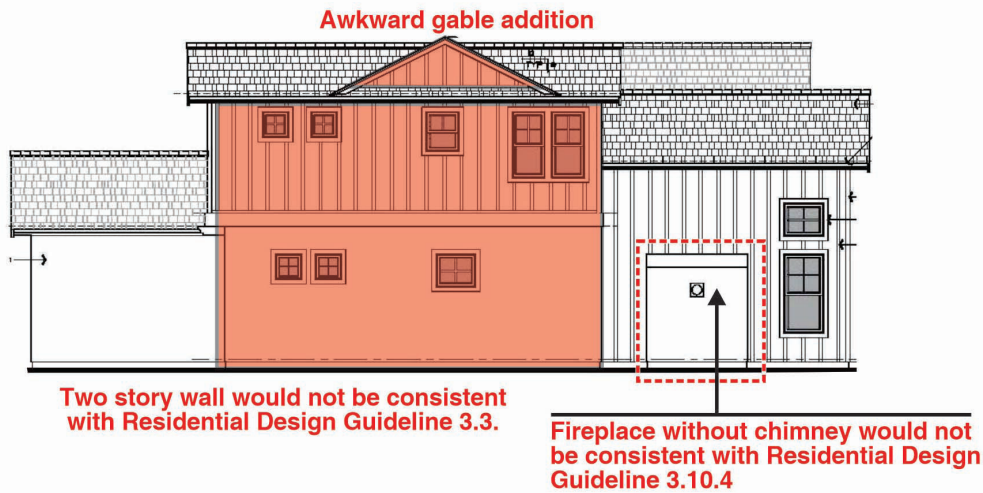 Awkward gable addition
Two story wall would not be consistent
with Residential Design Guideline 3.3.
Fireplace without chimney would not
be consistent with Residential Design
Guideline 3.10.4